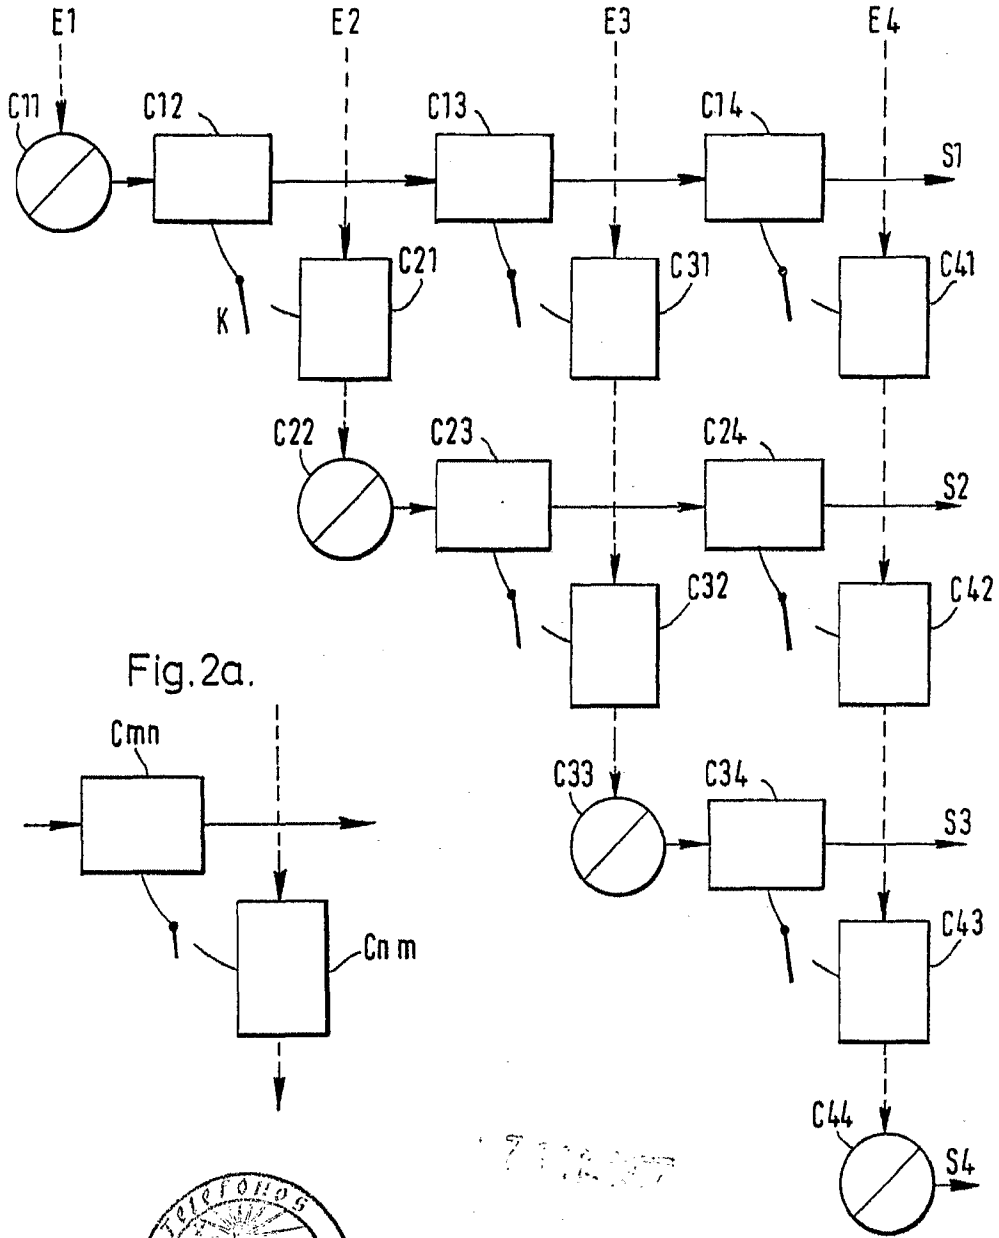 E1 E2 E3 E4
C11 C12 C13 C14 S1
C21 C31 C41
K
C22 C23 C24 S2
C32 C42
Fig.2a.
Cmn
C33 C34 S3
Cnm C43
C44 S4
Telefonos